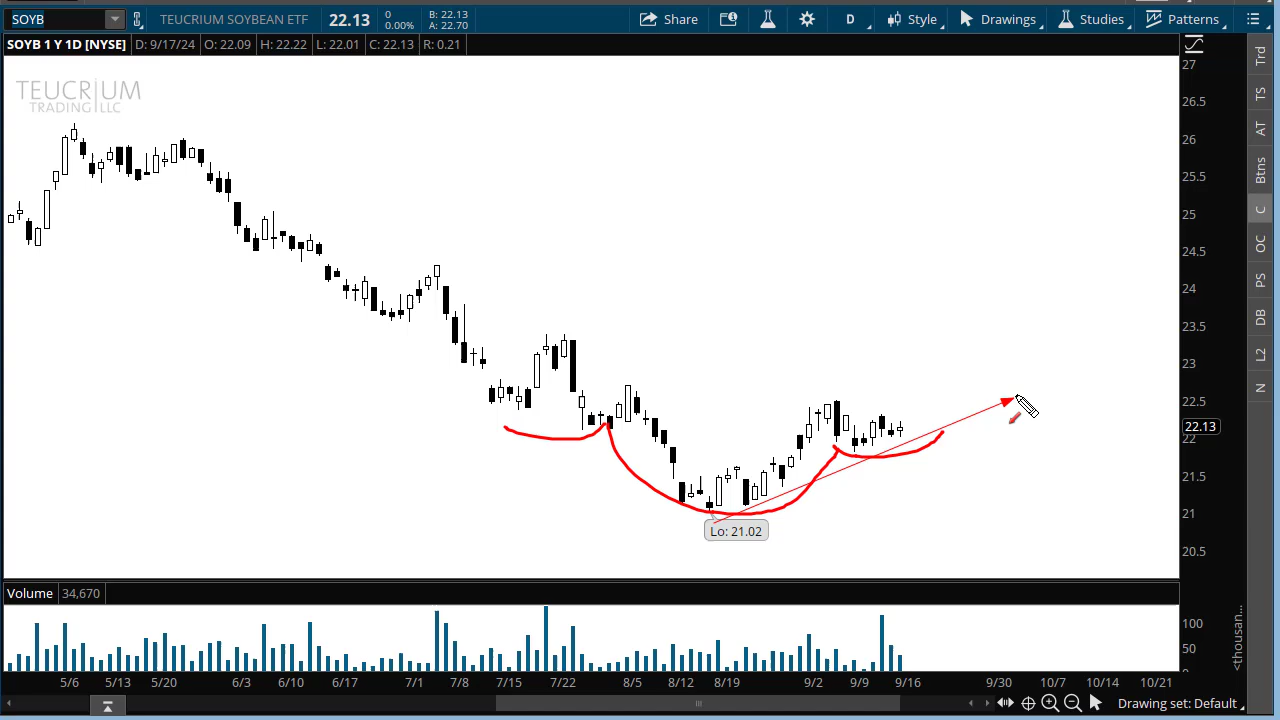 SOYB TEUCRIUM SOYBEAN ETF 22.13 0 0.00% B: 22.13 A: 22.70 Share D Style Drawings Studies Patterns
SOYB 1 Y 1D [NYSE] D: 9/17/24 O: 22.09 H: 22.22 L: 22.01 C: 22.13 R: 0.21
TEUCRIUM
TRADING LLC
27
26.5
26
25.5
25
24.5
24
23.5
23
22.5
22.13
22
21.5
21
20.5
Lo: 21.02
Trd
TS
AT
Btns
C
OC
PS
DB
L2
N
Volume 34,670
100
50
<thousan...
5/6 5/13 5/20 6/3 6/10 6/17 7/1 7/8 7/15 7/22 8/5 8/12 8/19 9/2 9/9 9/16 9/30 10/7 10/14 10/21
Drawing set: Default